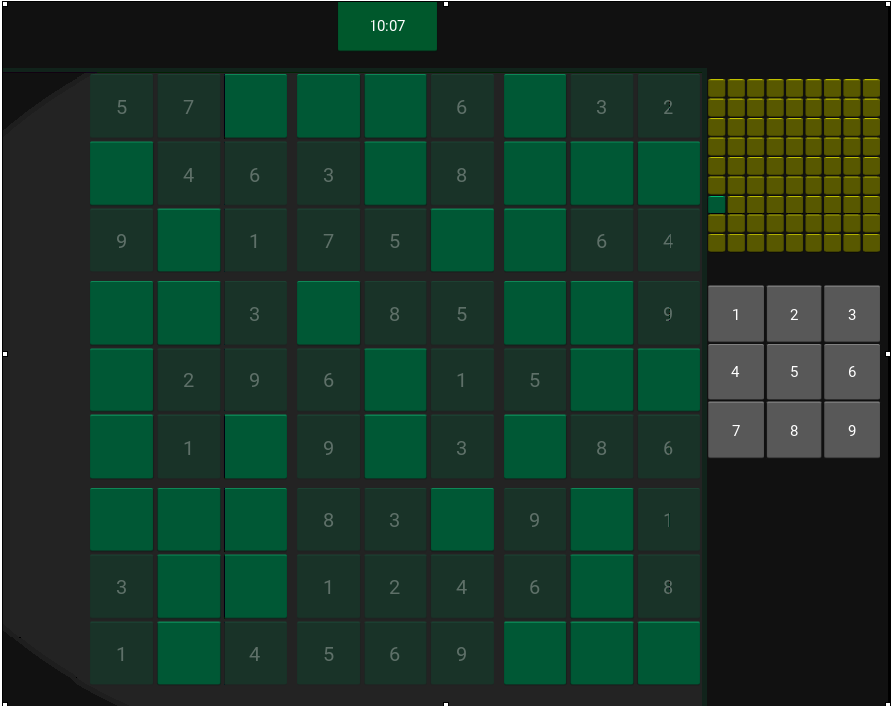 10:07
5 7 6 3 2
4 6 3 8
9 1 7 5 6 4
3 8 5 9
1 2 3
2 9 6 1 5
4 5 6
1 9 3 8 6
7 8 9
8 3 9 1
3 1 2 4 6 8
1 4 5 6 9